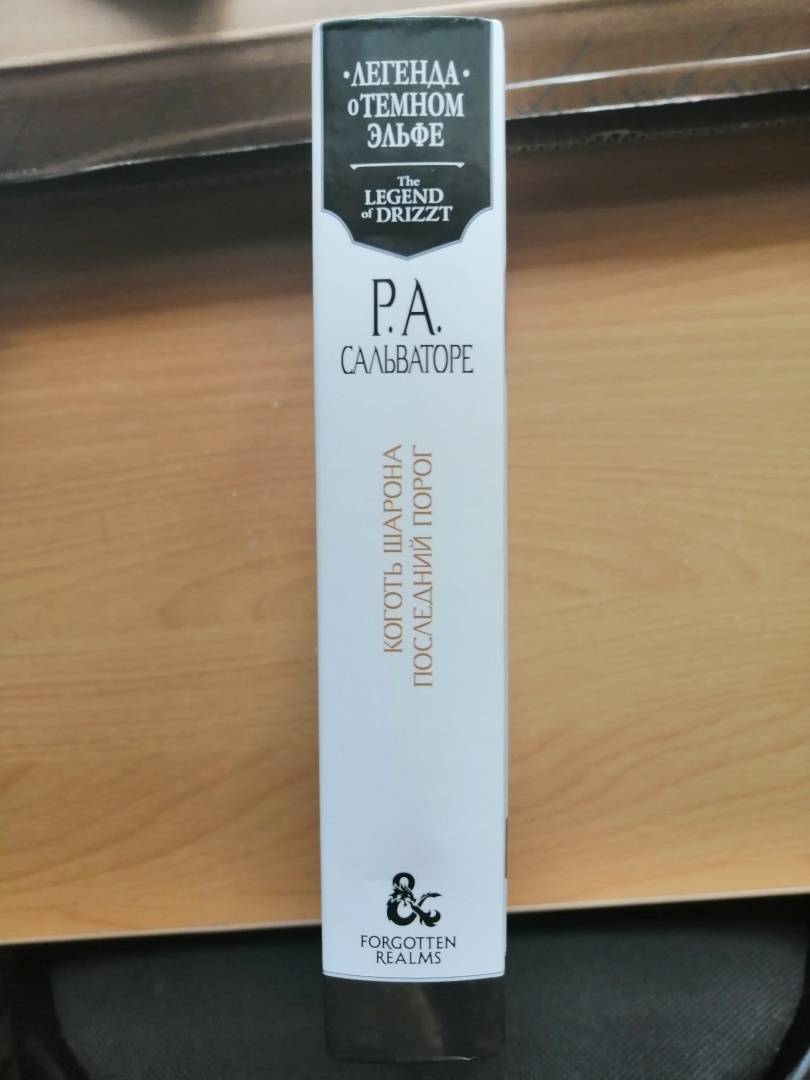 •ЛЕГЕНДА•
о ТЕМНОМ
ЭЛЬФЕ
The
LEGEND
of DRIZZT
Р.А.
САЛЬВАТОРЕ
КОГОТЬ ШАРОНА
ПОСЛЕДНИЙ ПОРОГ
FORGOTTEN
REALMS